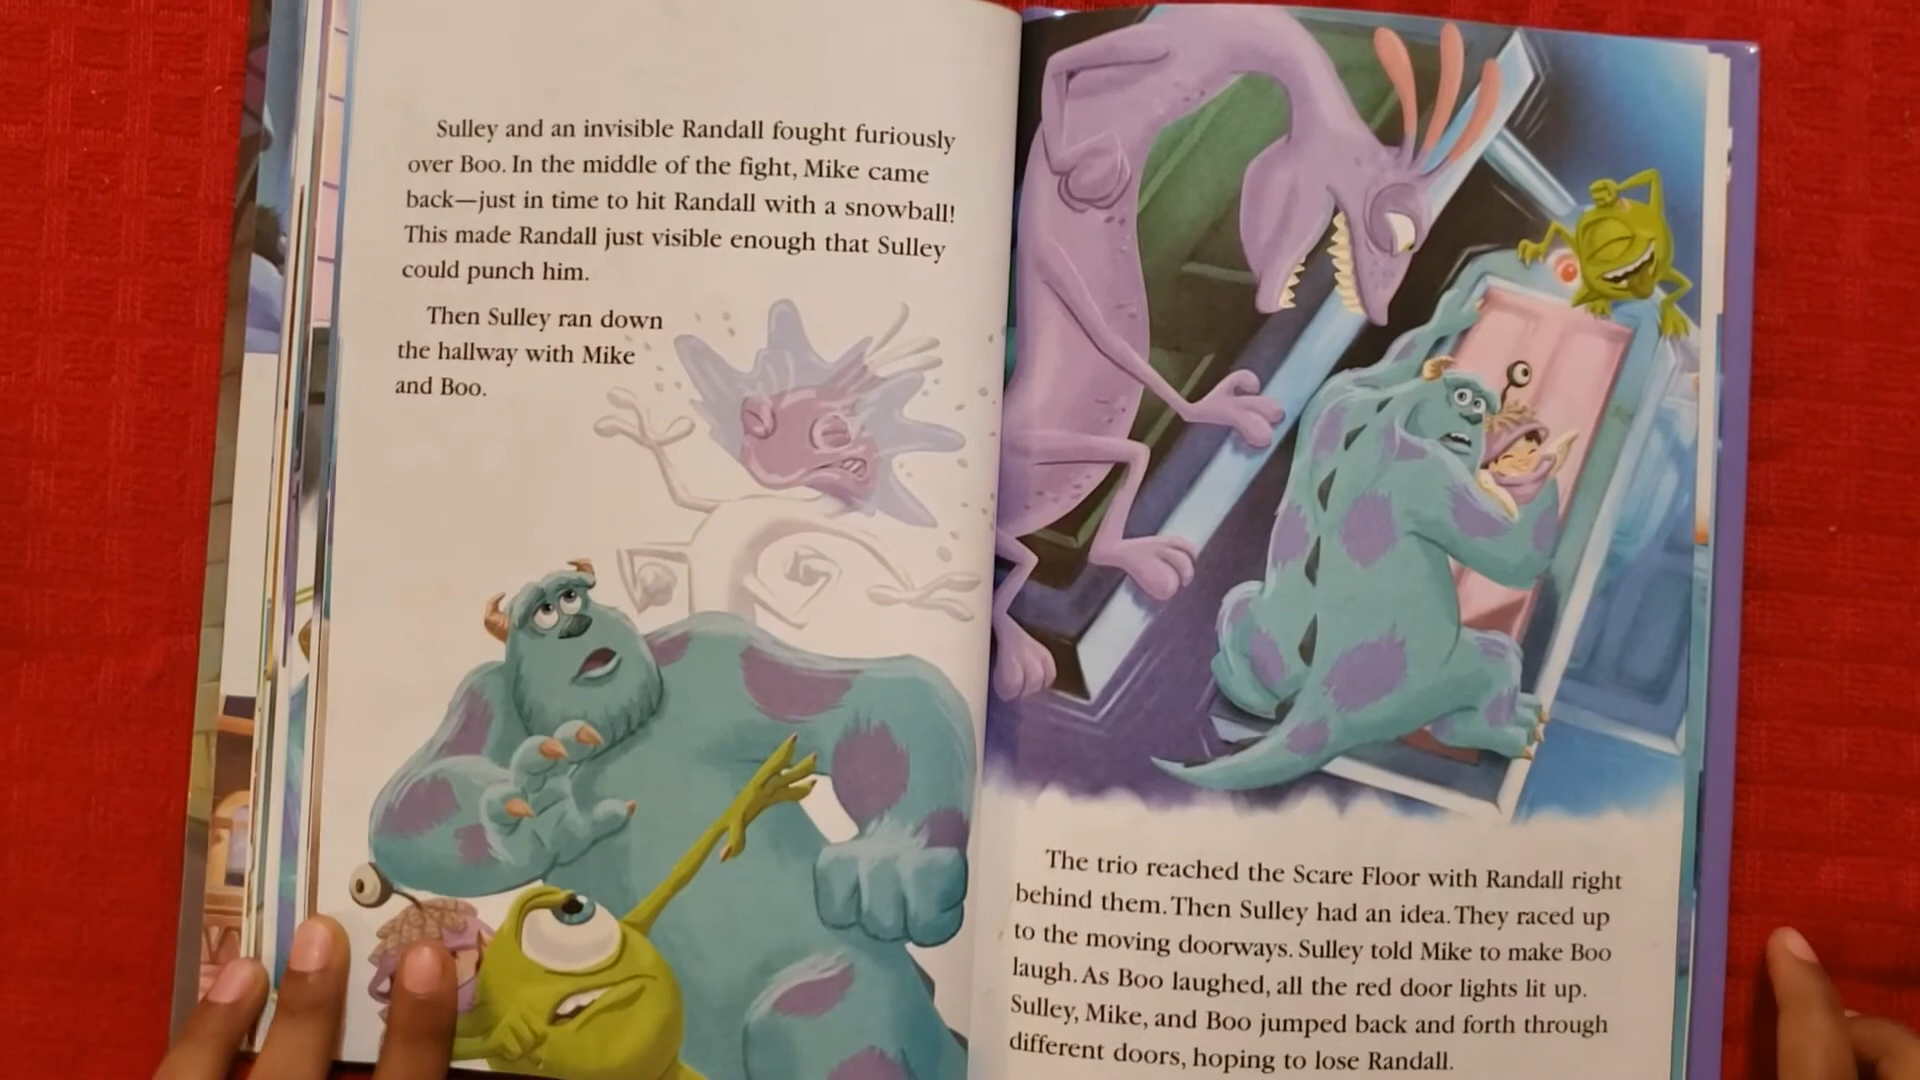 Sulley and an invisible Randall fought furiously
over Boo. In the middle of the fight, Mike came
back—just in time to hit Randall with a snowball!
This made Randall just visible enough that Sulley
could punch him.
Then Sulley ran down
the hallway with Mike
and Boo.
The trio reached the Scare Floor with Randall right
behind them. Then Sulley had an idea. They raced up
to the moving doorways. Sulley told Mike to make Boo
laugh. As Boo laughed, all the red door lights lit up.
Sulley, Mike, and Boo jumped back and forth through
different doors, hoping to lose Randall.